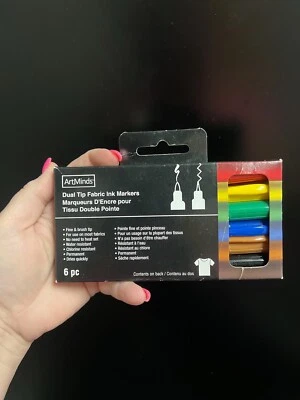 ArtMinds
Dual Tip Fabric Ink Markers
Marqueurs D'Encre pour
Tissu Double Pointe
• Fine & brush tip
• For use on most fabrics
• No need to heat set
• Water resistant
• Chlorine resistant
• Permanent
• Dries quickly
• Pointe fine et pointe pinceau
• Pour un usage sur la plupart des tissus
• N'a pas besoin d'être chauffer
• Résistant à l'eau
• Résistant au chlore
• Permanent
• Sèche rapidement
6 pc
Contents on back / Contenu au dos